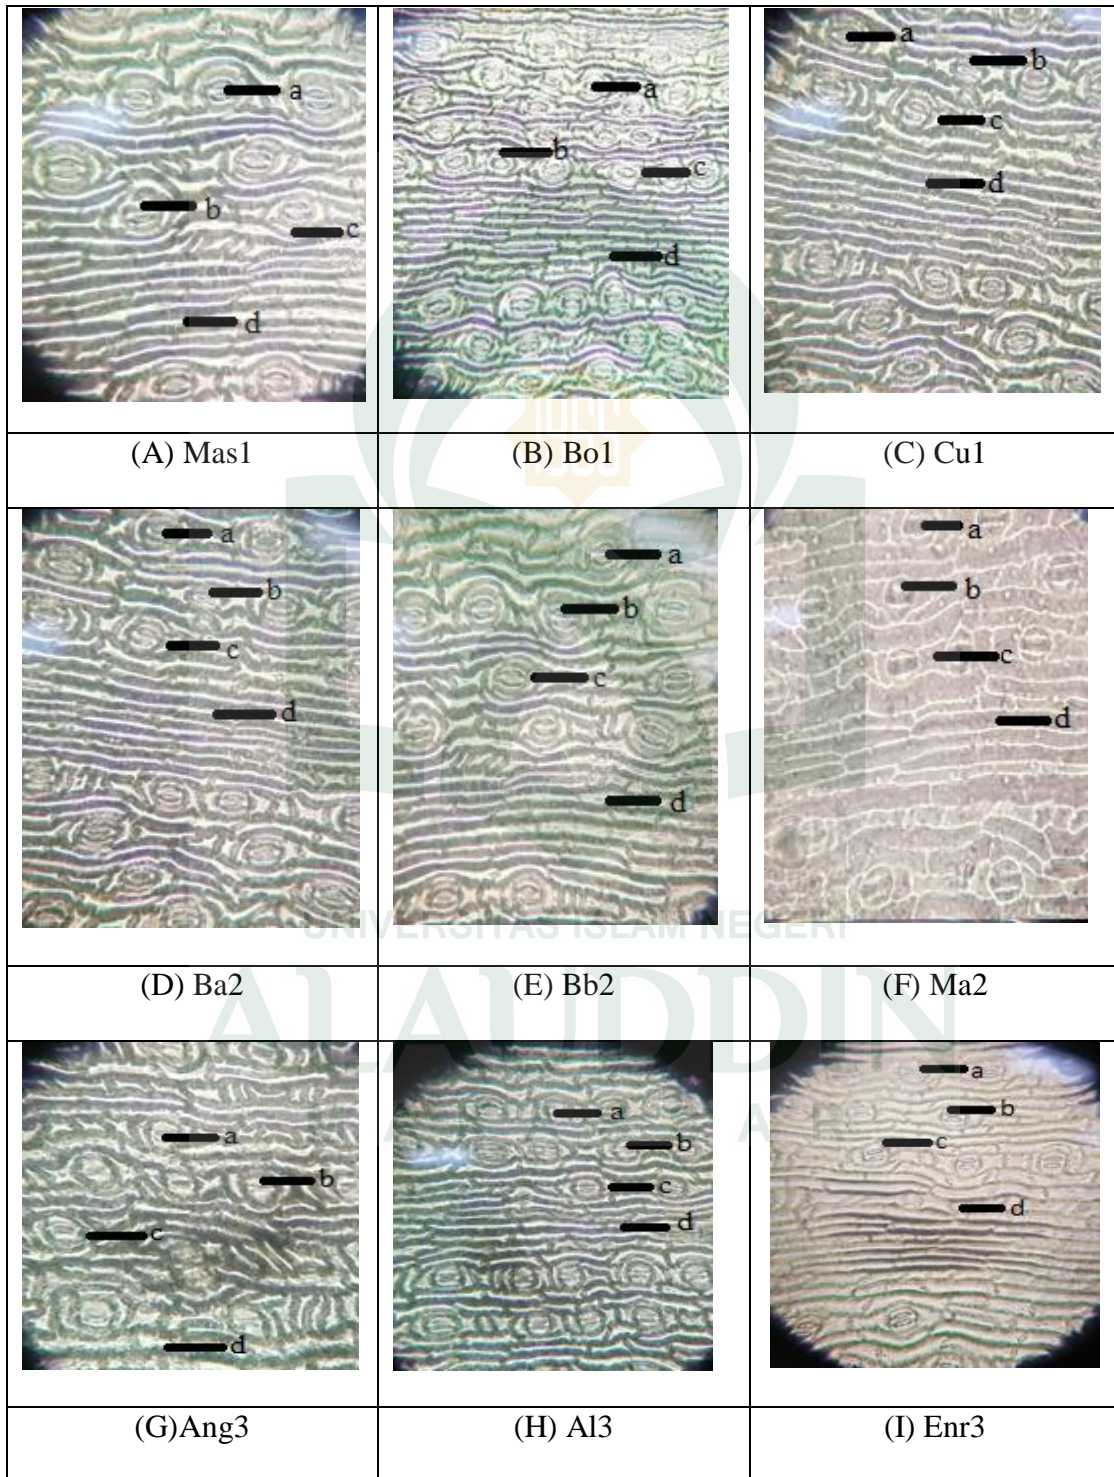 a
b
c
d
a
b
c
d
a
b
c
d
(A) Mas1
(B) Bo1
(C) Cu1
a
b
c
d
a
b
c
d
a
b
c
d
UNIVERSITAS ISLAM NEGERI
(D) Ba2
(E) Bb2
(F) Ma2
ALAUDDIN
a
b
c
d
a
b
c
d
a
b
c
d
(G)Ang3
(H) Al3
(I) Enr3